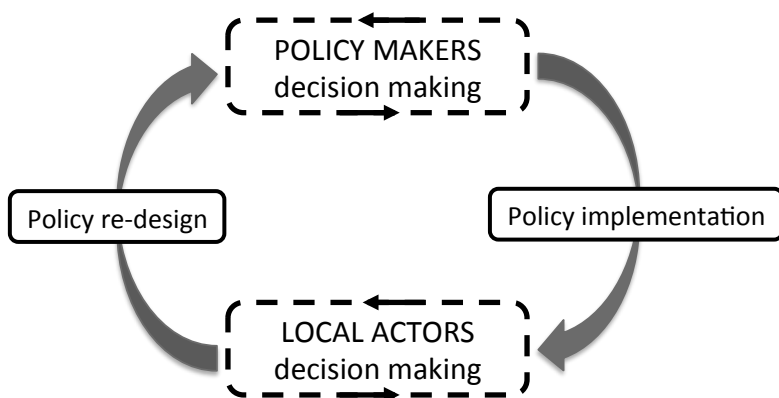 POLICY MAKERS
decision making
Policy re-design
Policy implementation
LOCAL ACTORS
decision making